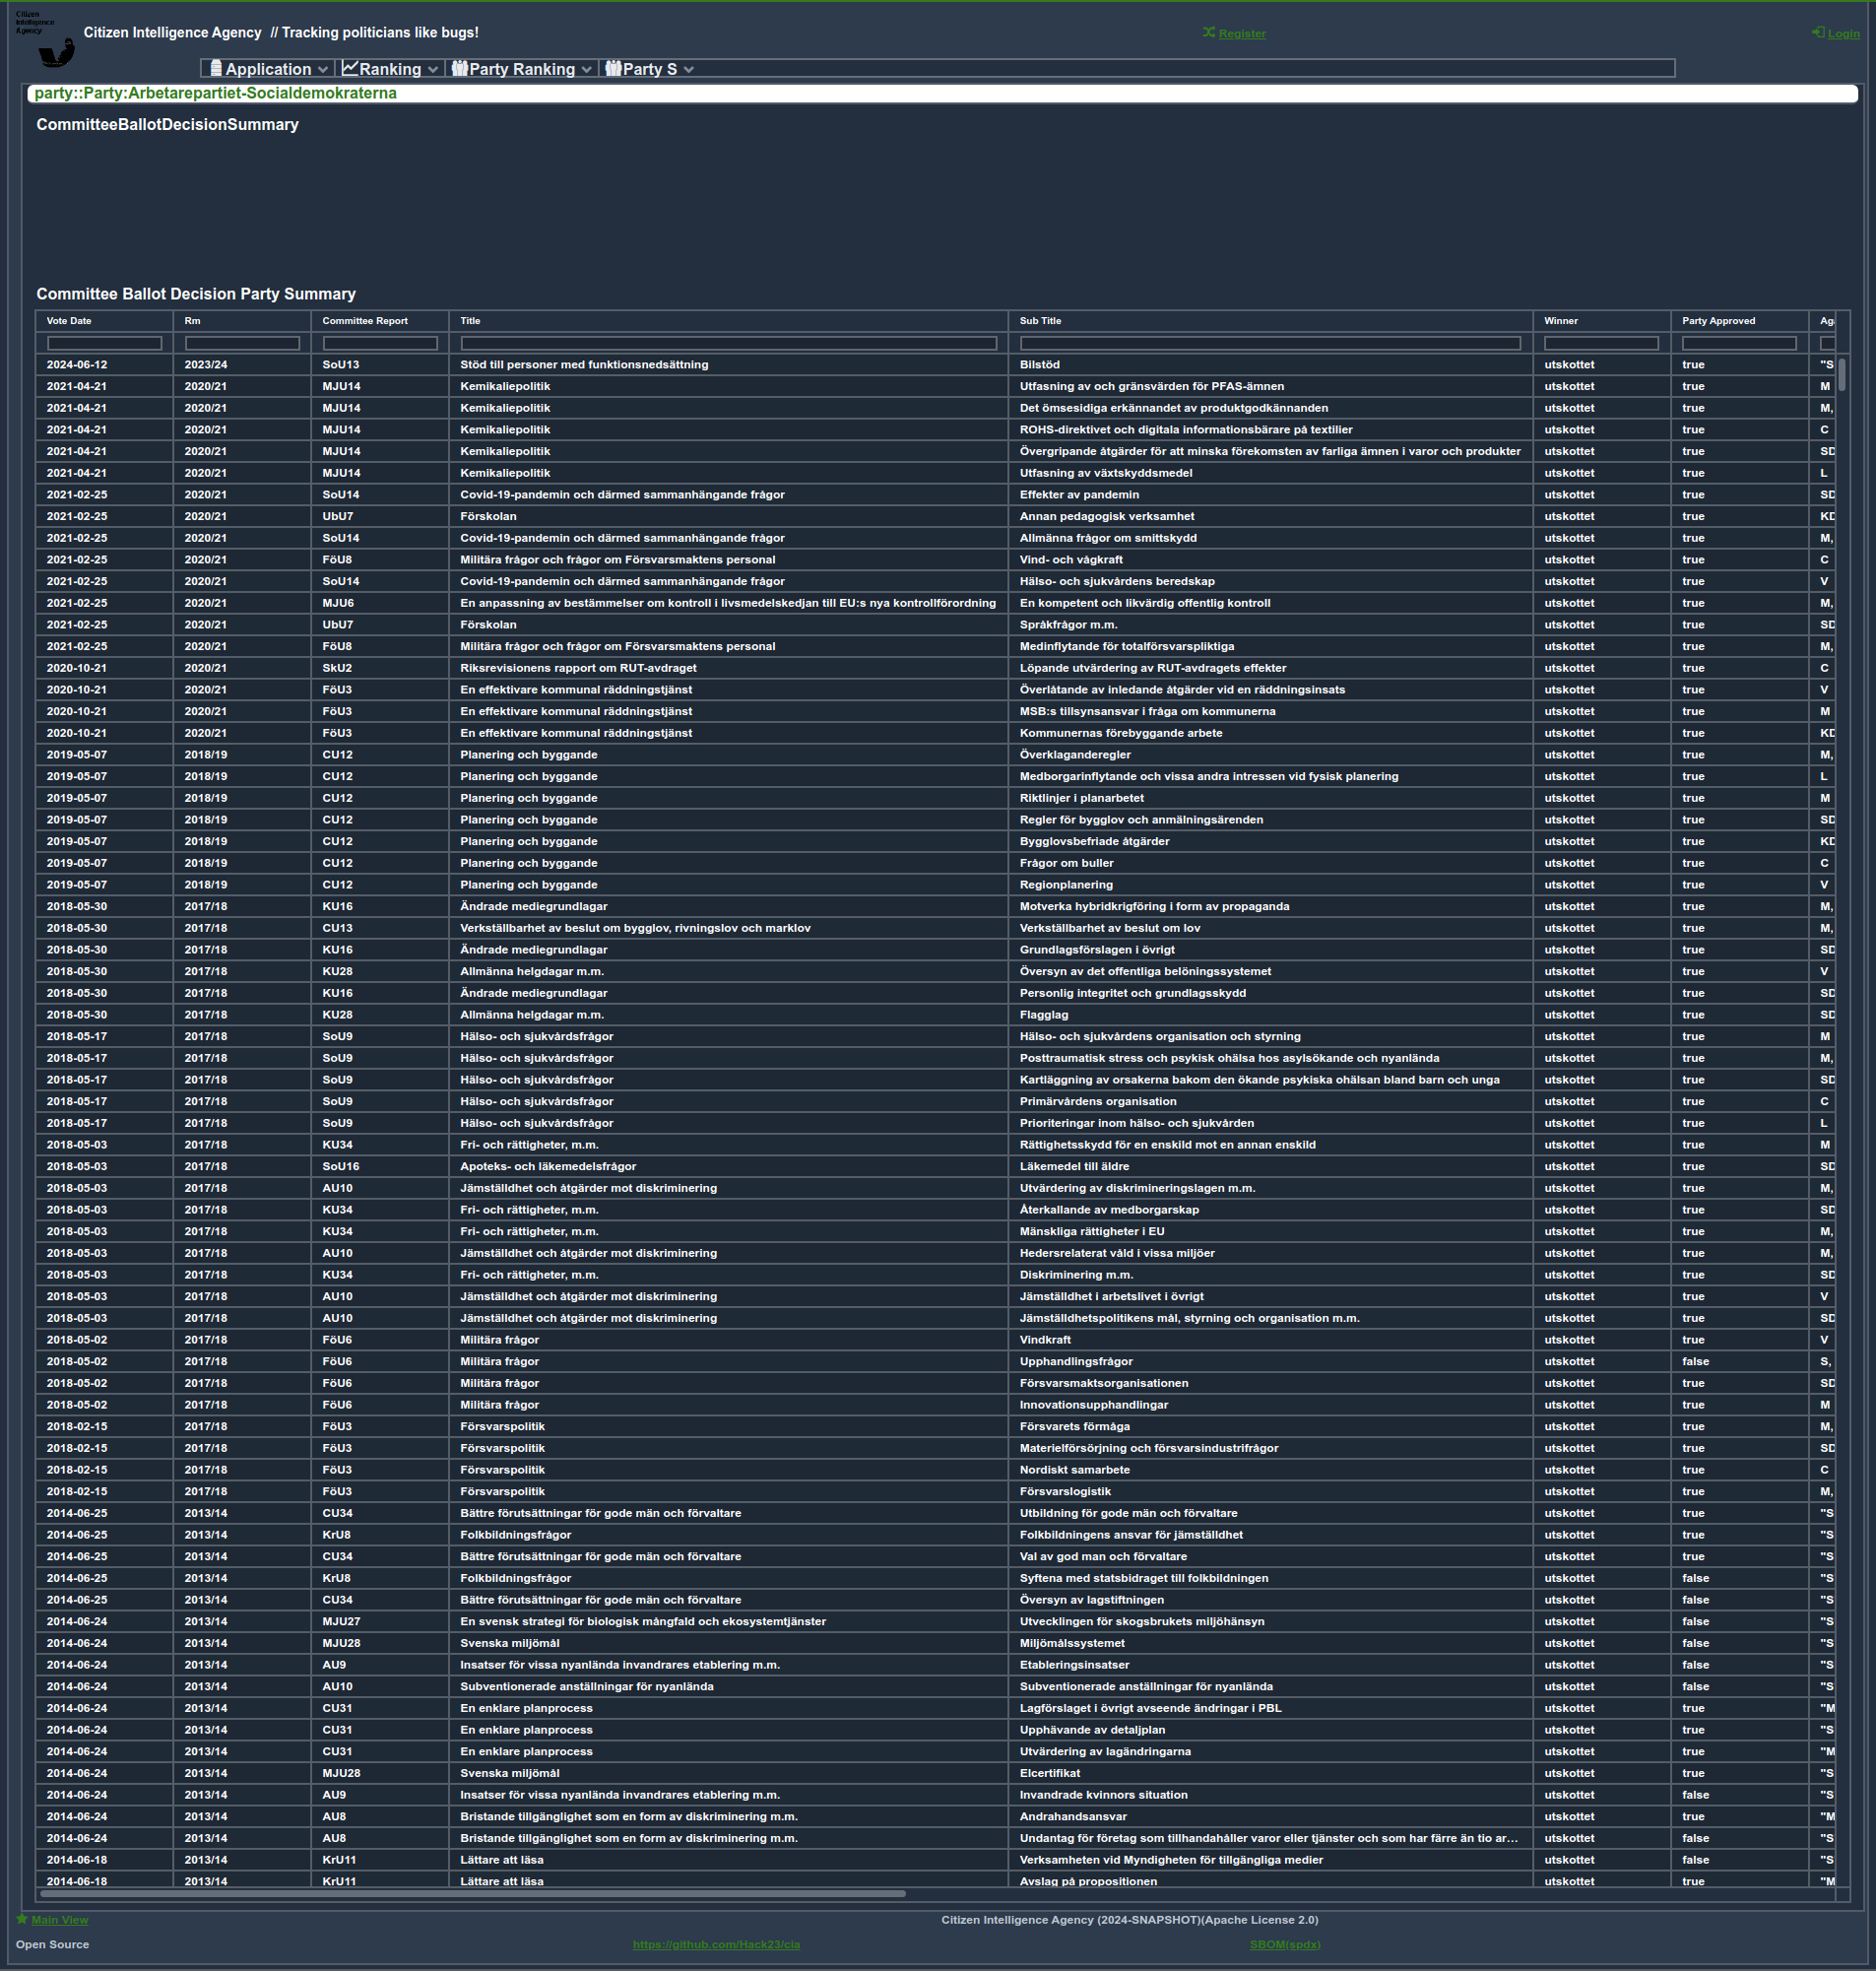 Citizen
Intelligence
Agency
Citizen Intelligence Agency // Tracking politicians like bugs!
Register
Login
Application Ranking Party Ranking Party S
party::Party:Arbetarepartiet-Socialdemokraterna
CommitteeBallotDecisionSummary
Committee Ballot Decision Party Summary
Vote Date Rm Committee Report Title Sub Title Winner Party Approved
2024-06-12 2023/24 SoU13 Stöd till personer med funktionsnedsättning Bilstöd utskottet true "S
2021-04-21 2020/21 MJU14 Kemikaliepolitik Utfasning av och gränsvärden för PFAS-ämnen utskottet true M
2021-04-21 2020/21 MJU14 Kemikaliepolitik Det ömsesidiga erkännandet av produktgodkännanden utskottet true M,
2021-04-21 2020/21 MJU14 Kemikaliepolitik ROHS-direktivet och digitala informationsbärare på textilier utskottet true C
2021-04-21 2020/21 MJU14 Kemikaliepolitik Övergripande åtgärder för att minska förekomsten av farliga ämnen i varor och produkter utskottet true SD
2021-04-21 2020/21 MJU14 Kemikaliepolitik Utfasning av växtskyddsmedel utskottet true L
2021-02-25 2020/21 SoU14 Covid-19-pandemin och därmed sammanhängande frågor Effekter av pandemin utskottet true SD
2021-02-25 2020/21 UbU7 Förskolan Annan pedagogisk verksamhet utskottet true KD
2021-02-25 2020/21 SoU14 Covid-19-pandemin och därmed sammanhängande frågor Allmänna frågor om smittskydd utskottet true M,
2021-02-25 2020/21 FöU8 Militära frågor och frågor om Försvarsmaktens personal Vind- och vågkraft utskottet true C
2021-02-25 2020/21 SoU14 Covid-19-pandemin och därmed sammanhängande frågor Hälso- och sjukvårdens beredskap utskottet true V
2021-02-25 2020/21 MJU6 En anpassning av bestämmelser om kontroll i livsmedelskedjan till EU:s nya kontrollförordning En kompetent och likvärdig offentlig kontroll utskottet true M,
2021-02-25 2020/21 UbU7 Förskolan Språkfrågor m.m. utskottet true SD
2021-02-25 2020/21 FöU8 Militära frågor och frågor om Försvarsmaktens personal Medinflytande för totalförsvarspliktiga utskottet true M,
2020-10-21 2020/21 SkU2 Riksrevisionens rapport om RUT-avdraget Löpande utvärdering av RUT-avdragets effekter utskottet true C
2020-10-21 2020/21 FöU3 En effektivare kommunal räddningstjänst Överlåtande av inledande åtgärder vid en räddningsinsats utskottet true V
2020-10-21 2020/21 FöU3 En effektivare kommunal räddningstjänst MSB:s tillsynsansvar i fråga om kommunerna utskottet true M
2020-10-21 2020/21 FöU3 En effektivare kommunal räddningstjänst Kommunernas förebyggande arbete utskottet true KD
2019-05-07 2018/19 CU12 Planering och byggande Överklaganderegler utskottet true M,
2019-05-07 2018/19 CU12 Planering och byggande Medborgarinflytande och vissa andra intressen vid fysisk planering utskottet true L
2019-05-07 2018/19 CU12 Planering och byggande Riktlinjer i planarbetet utskottet true M
2019-05-07 2018/19 CU12 Planering och byggande Regler för bygglov och anmälningsärenden utskottet true SD
2019-05-07 2018/19 CU12 Planering och byggande Bygglovsbefriade åtgärder utskottet true KD
2019-05-07 2018/19 CU12 Planering och byggande Frågor om buller utskottet true C
2019-05-07 2018/19 CU12 Planering och byggande Regionplanering utskottet true V
2018-05-30 2017/18 KU16 Ändrade mediegrundlagar Motverka hybridkrigföring i form av propaganda utskottet true M,
2018-05-30 2017/18 CU13 Verkställbarhet av beslut om bygglov, rivningslov och marklov Verkställbarhet av beslut om lov utskottet true M,
2018-05-30 2017/18 KU16 Ändrade mediegrundlagar Grundlagsförslagen i övrigt utskottet true SD
2018-05-30 2017/18 KU28 Allmänna helgdagar m.m. Översyn av det offentliga belöningssystemet utskottet true V
2018-05-30 2017/18 KU16 Ändrade mediegrundlagar Personlig integritet och grundlagsskydd utskottet true SD
2018-05-30 2017/18 KU28 Allmänna helgdagar m.m. Flagglag utskottet true SD
2018-05-17 2017/18 SoU9 Hälso- och sjukvårdsfrågor Hälso- och sjukvårdens organisation och styrning utskottet true M
2018-05-17 2017/18 SoU9 Hälso- och sjukvårdsfrågor Posttraumatisk stress och psykisk ohälsa hos asylsökande och nyanlända utskottet true M,
2018-05-17 2017/18 SoU9 Hälso- och sjukvårdsfrågor Kartläggning av orsakerna bakom den ökande psykiska ohälsan bland barn och unga utskottet true SD
2018-05-17 2017/18 SoU9 Hälso- och sjukvårdsfrågor Primärvårdens organisation utskottet true C
2018-05-17 2017/18 SoU9 Hälso- och sjukvårdsfrågor Prioriteringar inom hälso- och sjukvården utskottet true L
2018-05-03 2017/18 KU34 Fri- och rättigheter, m.m. Rättighetsskydd för en enskild mot en annan enskild utskottet true M
2018-05-03 2017/18 SoU16 Apoteks- och läkemedelsfrågor Läkemedel till äldre utskottet true SD
2018-05-03 2017/18 AU10 Jämställdhet och åtgärder mot diskriminering Utvärdering av diskrimineringslagen m.m. utskottet true M,
2018-05-03 2017/18 KU34 Fri- och rättigheter, m.m. Återkallande av medborgarskap utskottet true SD
2018-05-03 2017/18 KU34 Fri- och rättigheter, m.m. Mänskliga rättigheter i EU utskottet true M,
2018-05-03 2017/18 AU10 Jämställdhet och åtgärder mot diskriminering Hedersrelaterat våld i vissa miljöer utskottet true M,
2018-05-03 2017/18 KU34 Fri- och rättigheter, m.m. Diskriminering m.m. utskottet true SD
2018-05-03 2017/18 AU10 Jämställdhet och åtgärder mot diskriminering Jämställdhet i arbetslivet i övrigt utskottet true V
2018-05-03 2017/18 AU10 Jämställdhet och åtgärder mot diskriminering Jämställdhetspolitikens mål, styrning och organisation m.m. utskottet true SD
2018-05-02 2017/18 FöU6 Militära frågor Vindkraft utskottet true V
2018-05-02 2017/18 FöU6 Militära frågor Upphandlingsfrågor utskottet false S,
2018-05-02 2017/18 FöU6 Militära frågor Försvarsmaktsorganisationen utskottet true SD
2018-05-02 2017/18 FöU6 Militära frågor Innovationsupphandlingar utskottet true M
2018-02-15 2017/18 FöU3 Försvarspolitik Försvarets förmåga utskottet true M,
2018-02-15 2017/18 FöU3 Försvarspolitik Materielförsörjning och försvarsindustrifrågor utskottet true SD
2018-02-15 2017/18 FöU3 Försvarspolitik Nordiskt samarbete utskottet true C
2018-02-15 2017/18 FöU3 Försvarspolitik Försvarslogistik utskottet true M,
2014-06-25 2013/14 CU34 Bättre förutsättningar för gode män och förvaltare Utbildning för gode män och förvaltare utskottet true "S
2014-06-25 2013/14 KrU8 Folkbildningsfrågor Folkbildningens ansvar för jämställdhet utskottet true "S
2014-06-25 2013/14 CU34 Bättre förutsättningar för gode män och förvaltare Val av god man och förvaltare utskottet true "S
2014-06-25 2013/14 KrU8 Folkbildningsfrågor Syftena med statsbidraget till folkbildningen utskottet false "S
2014-06-25 2013/14 CU34 Bättre förutsättningar för gode män och förvaltare Översyn av lagstiftningen utskottet false "S
2014-06-24 2013/14 MJU27 En svensk strategi för biologisk mångfald och ekosystemtjänster Utvecklingen för skogsbrukets miljöhänsyn utskottet false "S
2014-06-24 2013/14 MJU28 Svenska miljömål Miljömålssystemet utskottet false "S
2014-06-24 2013/14 AU9 Insatser för vissa nyanlända invandrares etablering m.m. Etableringsinsatser utskottet false "S
2014-06-24 2013/14 AU10 Subventionerade anställningar för nyanlända Subventionerade anställningar för nyanlända utskottet false "S
2014-06-24 2013/14 CU31 En enklare planprocess Lagförslaget i övrigt avseende ändringar i PBL utskottet true "M
2014-06-24 2013/14 CU31 En enklare planprocess Upphävande av detaljplan utskottet true "S
2014-06-24 2013/14 CU31 En enklare planprocess Utvärdering av lagändringarna utskottet true "M
2014-06-24 2013/14 MJU28 Svenska miljömål Elcertifikat utskottet true "S
2014-06-24 2013/14 AU9 Insatser för vissa nyanlända invandrares etablering m.m. Invandrade kvinnors situation utskottet false "S
2014-06-24 2013/14 AU8 Bristande tillgänglighet som en form av diskriminering m.m. Andrahandsansvar utskottet true "M
2014-06-24 2013/14 AU8 Bristande tillgänglighet som en form av diskriminering m.m. Undantag för företag som tillhandahåller varor eller tjänster och som har färre än tio ar... utskottet false "S
2014-06-18 2013/14 KrU11 Lättare att läsa Verksamheten vid Myndigheten för tillgängliga medier utskottet false "S
2014-06-18 2013/14 KrU11 Lättare att läsa Avslag på propositionen utskottet true "M
Main View
Citizen Intelligence Agency (2024-SNAPSHOT)(Apache License 2.0)
Open Source
https://github.com/Hack23/cia
SBOM(spdx)